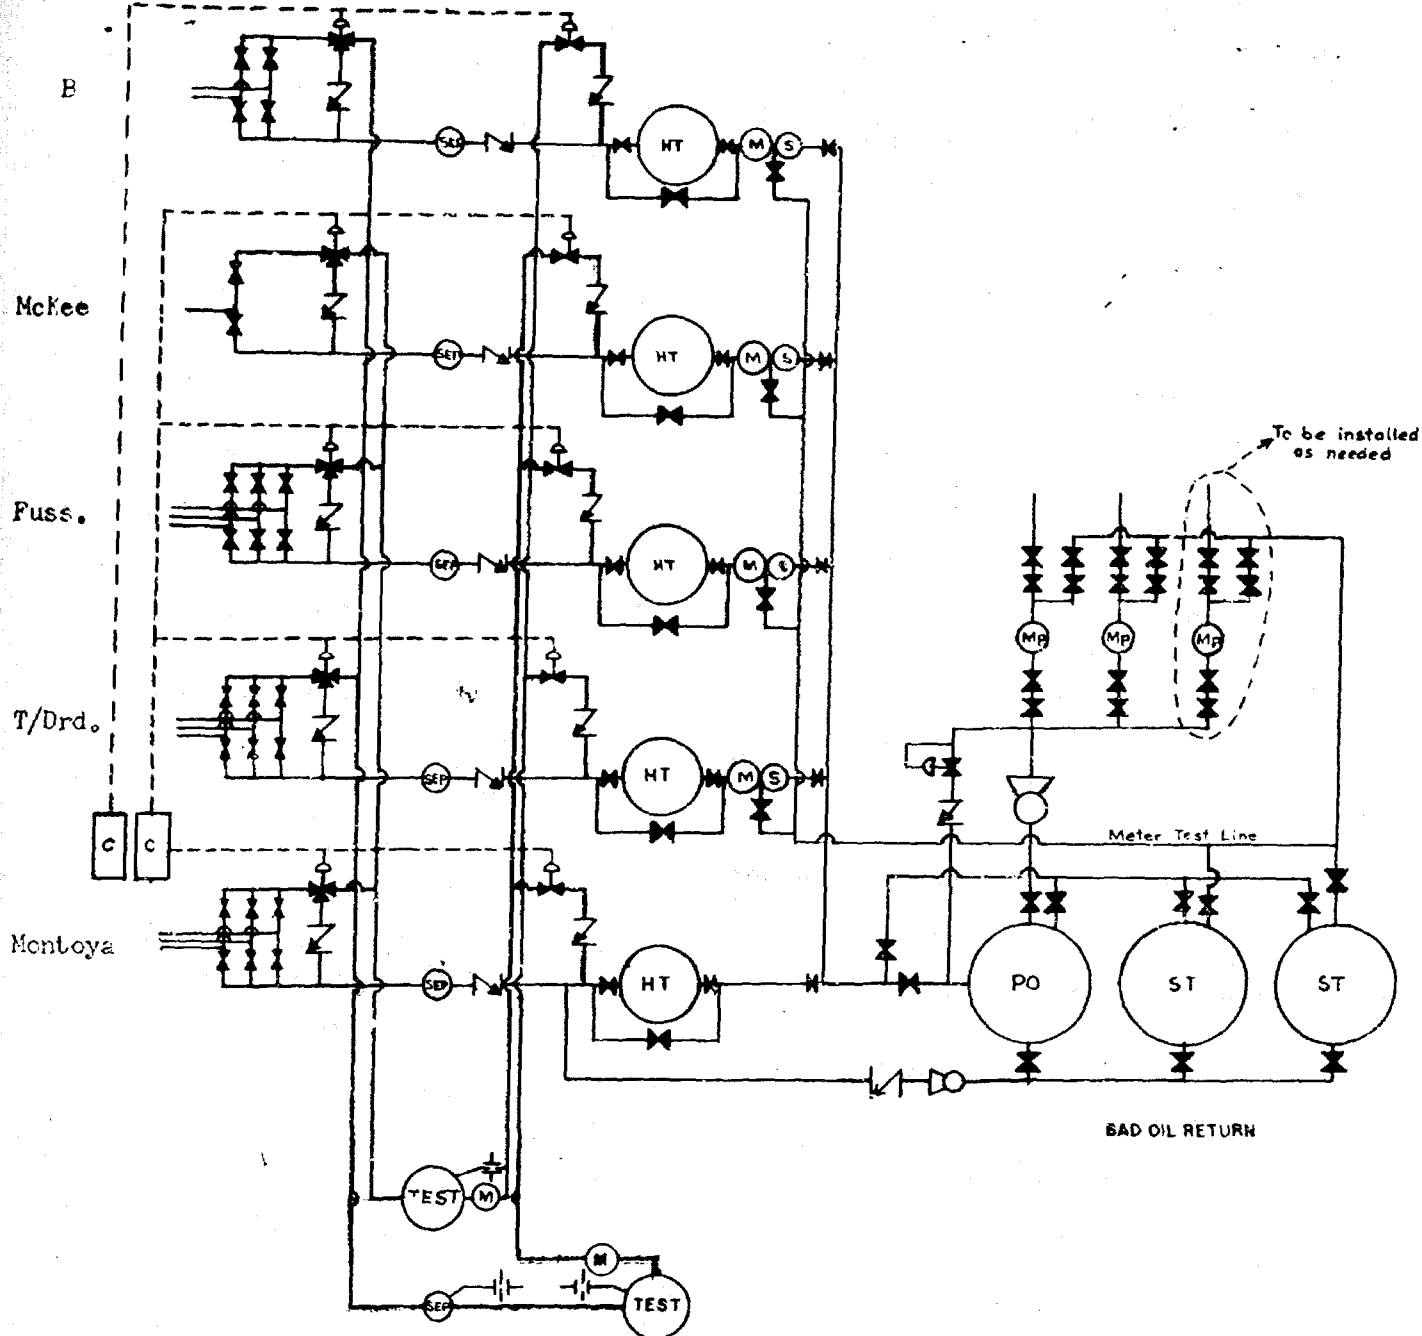 B
SEP
HT
M
S
McKee
SEP
HT
M
S
To be installed
as needed
Fuss.
SEP
HT
M
S
Mp
Mp
Mp
T/Drd.
SEP
HT
M
S
C
C
Meter Test Line
Montoya
SEP
HT
PO
ST
ST
BAD OIL RETURN
TEST
M
M
SEP
TEST